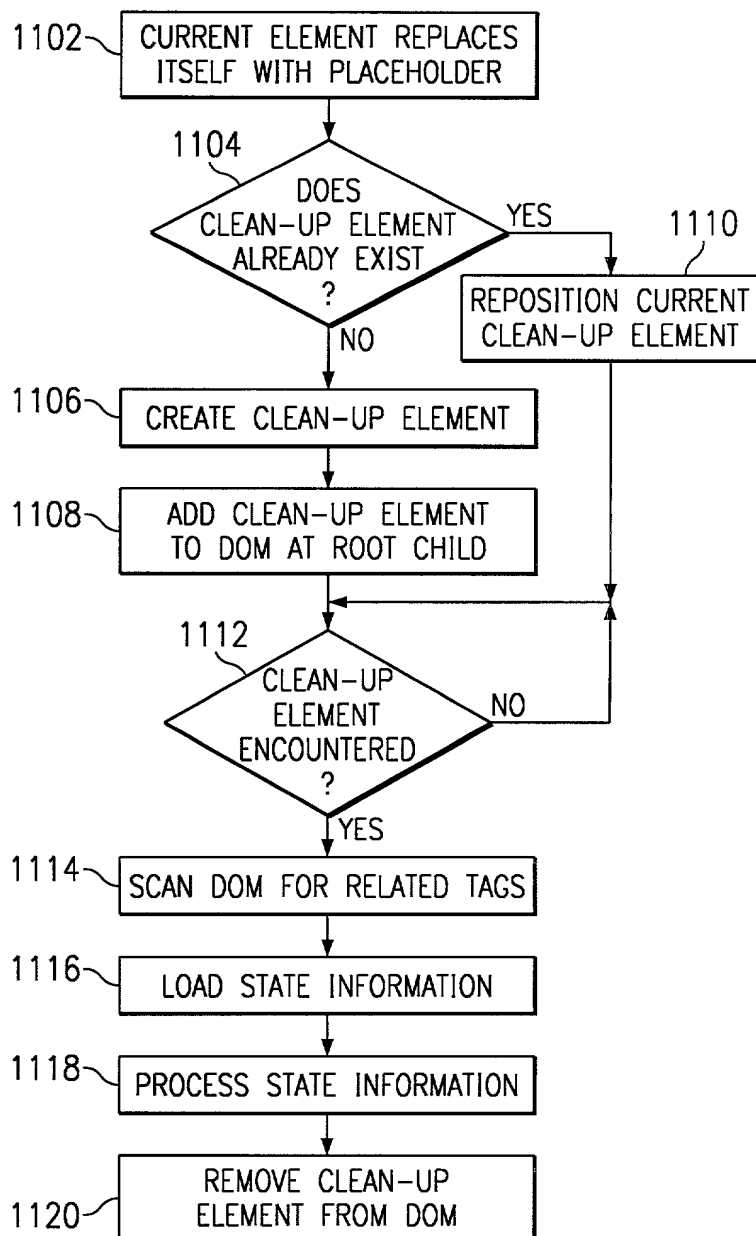 1102
CURRENT ELEMENT REPLACES
ITSELF WITH PLACEHOLDER
1104
DOES
CLEAN-UP ELEMENT
ALREADY EXIST
?
YES
1110
REPOSITION CURRENT
CLEAN-UP ELEMENT
NO
1106
CREATE CLEAN-UP ELEMENT
1108
ADD CLEAN-UP ELEMENT
TO DOM AT ROOT CHILD
1112
CLEAN-UP
ELEMENT
ENCOUNTERED
?
NO
YES
1114
SCAN DOM FOR RELATED TAGS
1116
LOAD STATE INFORMATION
1118
PROCESS STATE INFORMATION
1120
REMOVE CLEAN-UP
ELEMENT FROM DOM